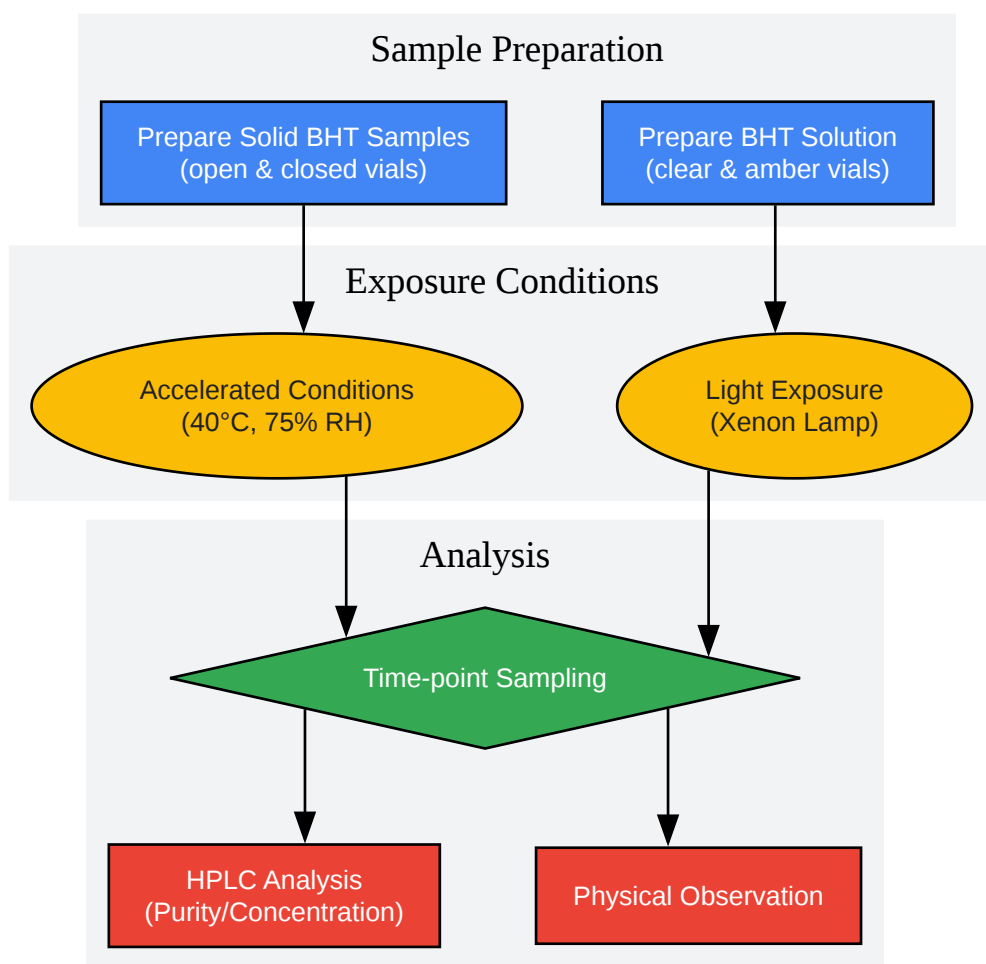 Sample Preparation
Prepare Solid BHT Samples
(open & closed vials)
Prepare BHT Solution
(clear & amber vials)
Exposure Conditions
Accelerated Conditions
(40°C, 75% RH)
Light Exposure
(Xenon Lamp)
Analysis
Time-point Sampling
HPLC Analysis
(Purity/Concentration)
Physical Observation